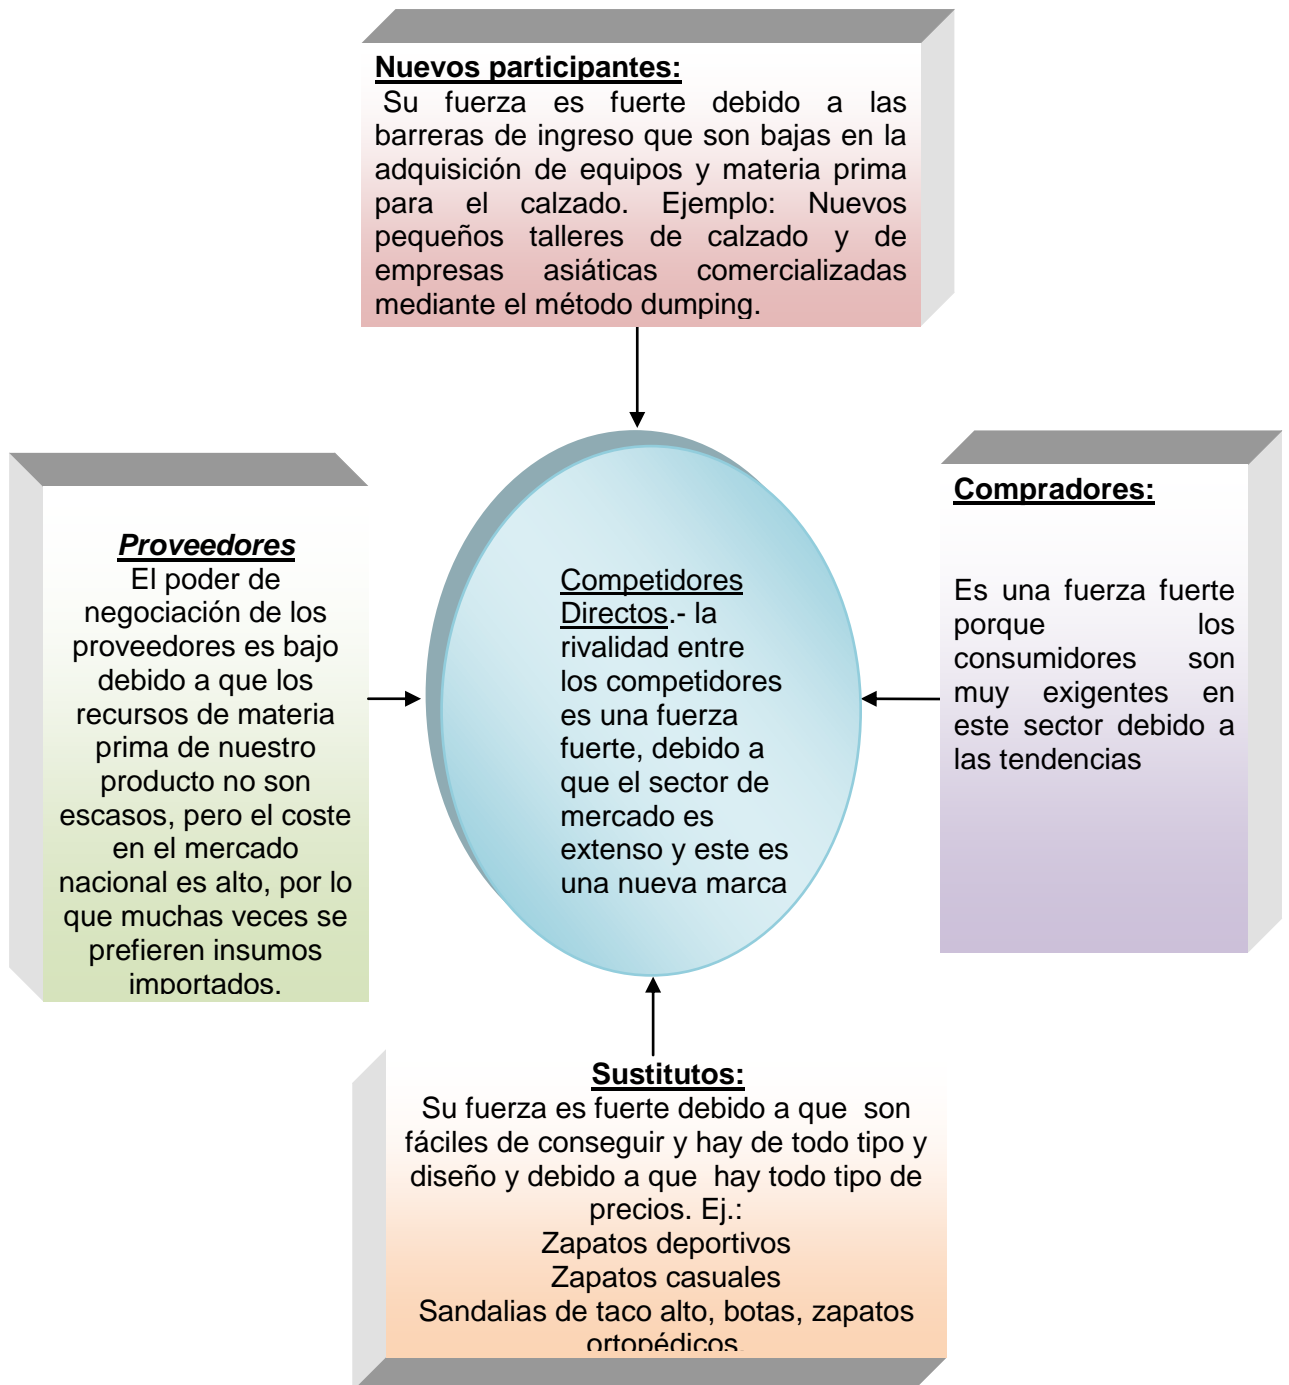 Nuevos participantes:
Su fuerza es fuerte debido a las
barreras de ingreso que son bajas en la
adquisición de equipos y materia prima
para el calzado. Ejemplo: Nuevos
pequeños talleres de calzado y de
empresas asiáticas comercializadas
mediante el método dumping.
Proveedores
El poder de
negociación de los
proveedores es bajo
debido a que los
recursos de materia
prima de nuestro
producto no son
escasos, pero el coste
en el mercado
nacional es alto, por lo
que muchas veces se
prefieren insumos
importados.
Competidores
Directos.- la
rivalidad entre
los competidores
es una fuerza
fuerte, debido a
que el sector de
mercado es
extenso y este es
una nueva marca
Compradores:
Es una fuerza fuerte
porque los
consumidores son
muy exigentes en
este sector debido a
las tendencias
Sustitutos:
Su fuerza es fuerte debido a que son
fáciles de conseguir y hay de todo tipo y
diseño y debido a que hay todo tipo de
precios. Ej.:
Zapatos deportivos
Zapatos casuales
Sandalias de taco alto, botas, zapatos
ortopédicos.